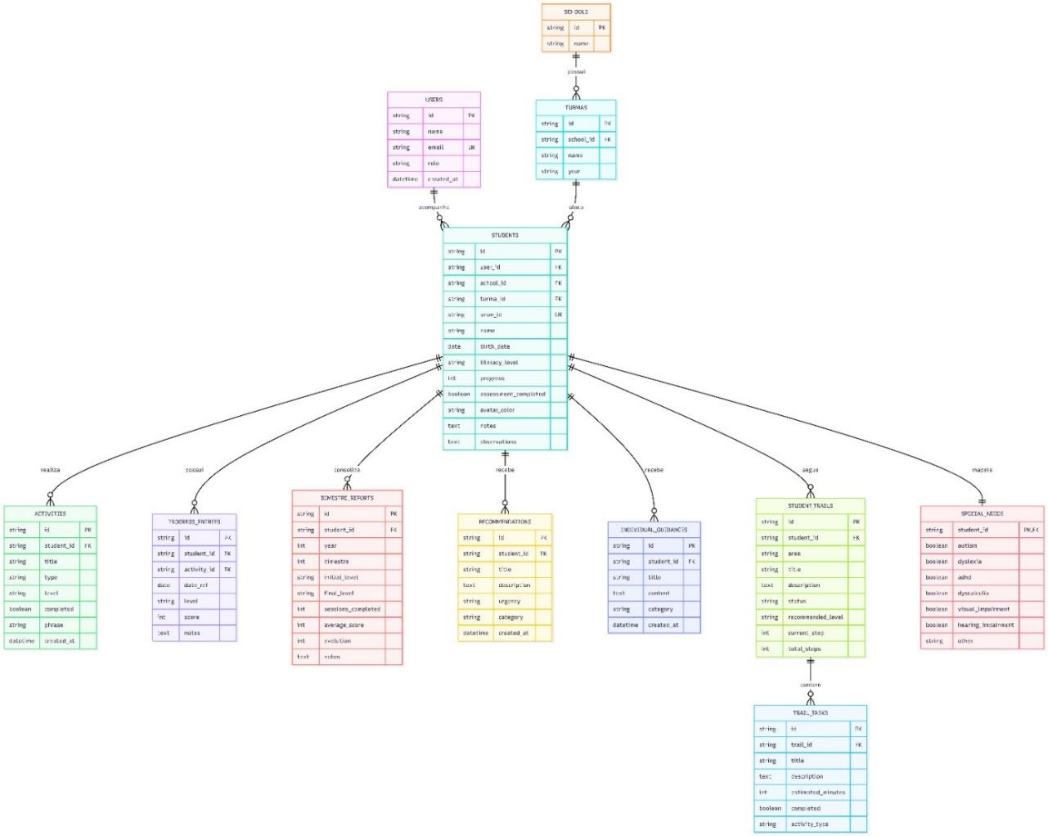 SCHOOLS
string id PK
string name
possui
USERS
string id PK
string name
string email UK
string role
datetime created_at
TURMAS
string id PK
string school_id FK
string name
string year
acompanha
aloca
STUDENTS
string id PK
string user_id FK
string school_id FK
string turma_id FK
string UK
string name
date birth_date
string literacy_level
int progress
boolean assessment_completed
string avatar_color
text notes
text observations
realiza
possui
consolida
recebe
recebe
segue
mapeia
ACTIVITIES
string id PK
string student_id FK
string title
string type
string level
boolean completed
string phrase
datetime created_at
PROGRESS_ENTRIES
string id PK
string student_id FK
string activity_id FK
date date_ref
string level
int score
text notes
BIMESTRE_REPORTS
string id PK
string student_id FK
int year
int bimestre
string initial_level
string final_level
int sessions_completed
int average_score
int evolution
text notes
RECOMMENDATIONS
string id PK
string student_id FK
string title
text description
string urgency
string category
datetime created_at
INDIVIDUAL_GUIDANCES
string id PK
string student_id FK
string title
text content
string category
datetime created_at
STUDENT_TRAILS
string id PK
string student_id FK
string area
string title
text description
string status
string recommended_level
int current_step
int total_steps
SPECIAL_NEEDS
string student_id PK,FK
boolean autism
boolean dyslexia
boolean adhd
boolean dyscalculia
boolean visual_impairment
boolean hearing_impairment
string other
contem
TRAIL_TASKS
string id PK
string trail_id FK
string title
text description
int estimated_minutes
boolean completed
string activity_type